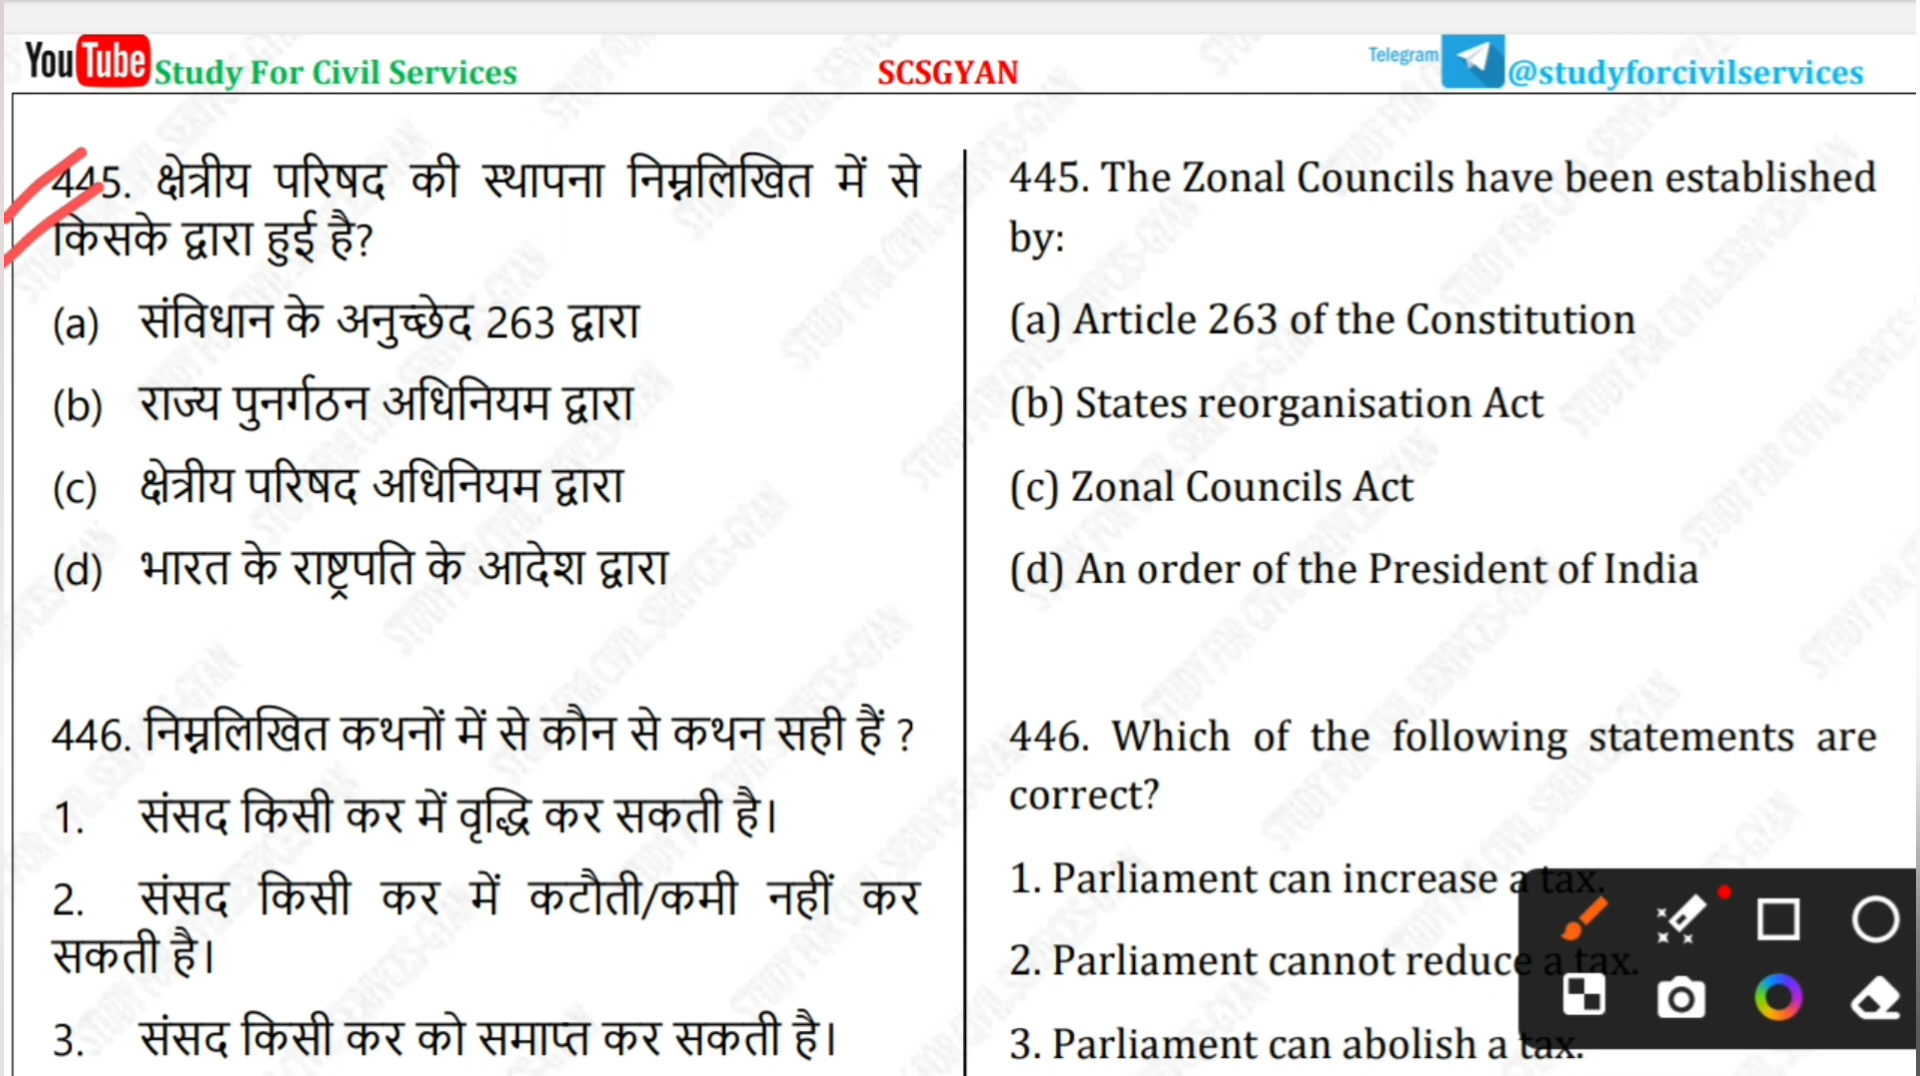 YouTube Study For Civil Services
SCSGYAN
Telegram @studyforcivilservices
445. क्षेत्रीय परिषद की स्थापना निम्नलिखित में से
किसके द्वारा हुई है?
(a) संविधान के अनुच्छेद 263 द्वारा
(b) राज्य पुनर्गठन अधिनियम द्वारा
(c) क्षेत्रीय परिषद अधिनियम द्वारा
(d) भारत के राष्ट्रपति के आदेश द्वारा
446. निम्नलिखित कथनों में से कौन से कथन सही हैं ?
1. संसद किसी कर में वृद्धि कर सकती है।
2. संसद किसी कर में कटौती/कमी नहीं कर
सकती है।
3. संसद किसी कर को समाप्त कर सकती है।
445. The Zonal Councils have been established
by:
(a) Article 263 of the Constitution
(b) States reorganisation Act
(c) Zonal Councils Act
(d) An order of the President of India
446. Which of the following statements are
correct?
1. Parliament can increase a tax.
2. Parliament cannot reduce a tax.
3. Parliament can abolish a tax.